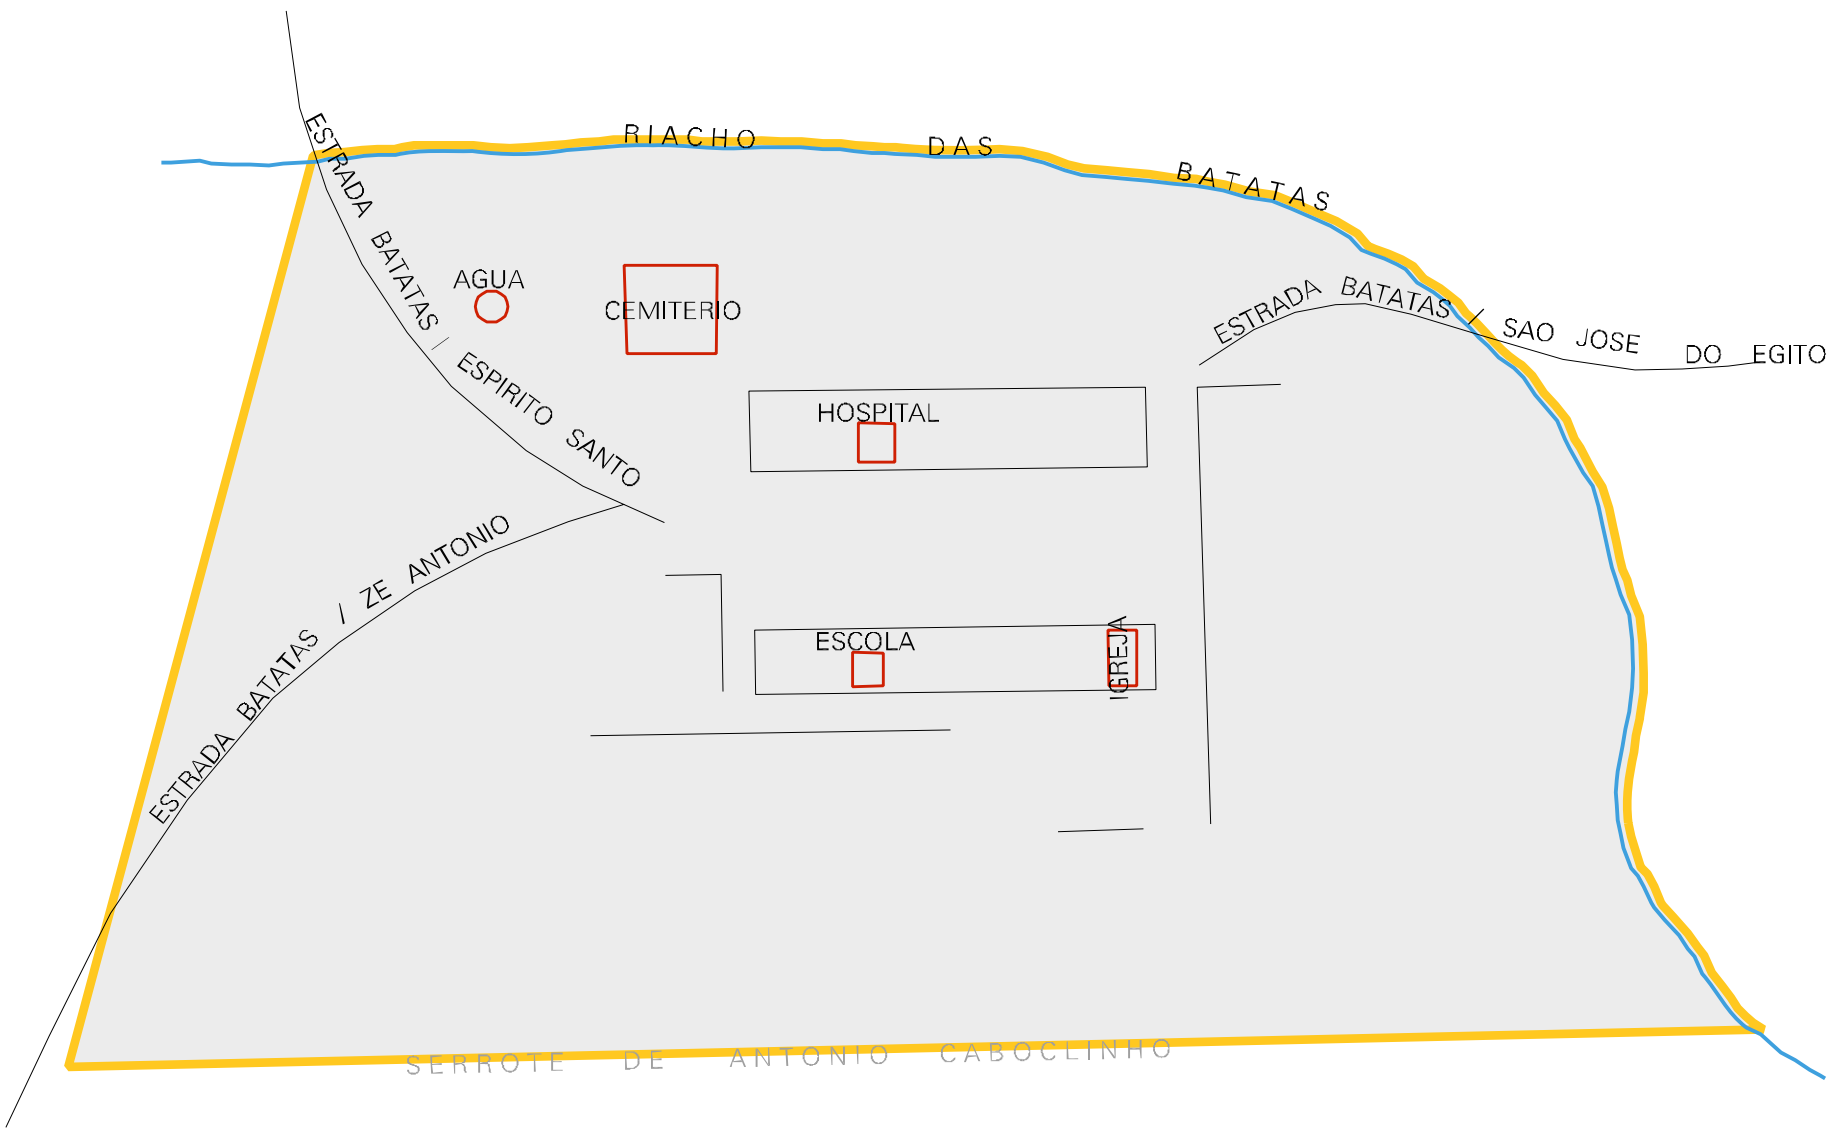 RIACHO DAS BATATAS
ESTRADA BATATAS / ESPIRITO SANTO
AGUA
CEMITERIO
ESTRADA BATATAS / SAO JOSE DO EGITO
HOSPITAL
ESTRADA BATATAS / ZE ANTONIO
ESCOLA
IGREJA
SERROTE DE ANTONIO CABOCLINHO